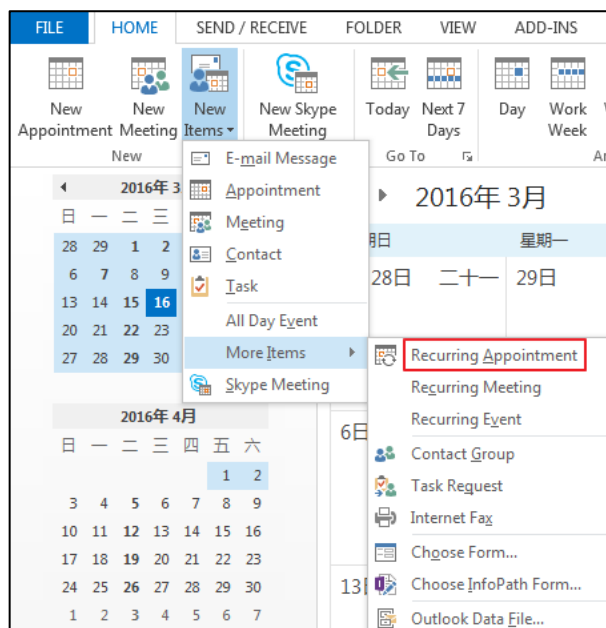 FILE HOME SEND / RECEIVE FOLDER VIEW ADD-INS
New Appointment
New Meeting
New Items
New Skype Meeting
Today
Next 7 Days
Day
Work Week
New
Go To
E-mail Message
Appointment
Meeting
Contact
Task
All Day Event
More Items
Skype Meeting
Recurring Appointment
Recurring Meeting
Recurring Event
Contact Group
Task Request
Internet Fax
Choose Form...
Choose InfoPath Form...
Outlook Data File...
2016年 3
日 一 二 三
28 29 1 2
6 7 8 9
13 14 15 16
20 21 22 23
27 28 29 30
2016年 4月
日 一 二 三 四 五 六
1 2
3 4 5 6 7 8 9
10 11 12 13 14 15 16
17 18 19 20 21 22 23
24 25 26 27 28 29 30
1 2 3 4 5 6 7
2016年 3月
期日 星期一
28日 二十一 29日
6日
13